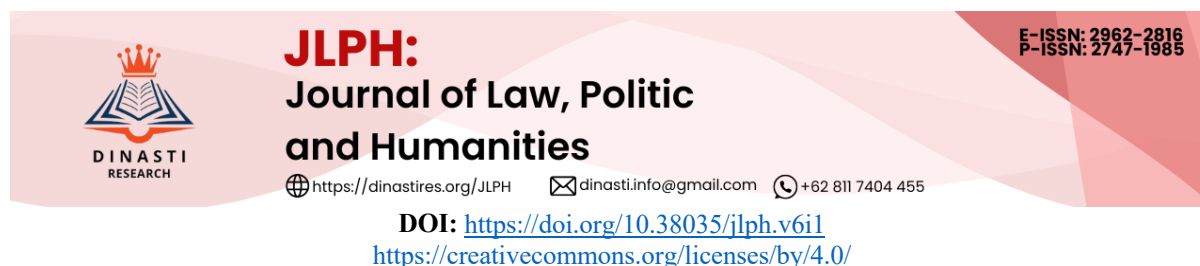 JLPH:
Journal of Law, Politic
and Humanities
E-ISSN: 2962-2816
P-ISSN: 2747-1985
DINASTI
RESEARCH
https://dinastires.org/JLPH
dinasti.info@gmail.com
+62 811 7404 455
DOI: https://doi.org/10.38035/jlph.v6i1
https://creativecommons.org/licenses/by/4.0/